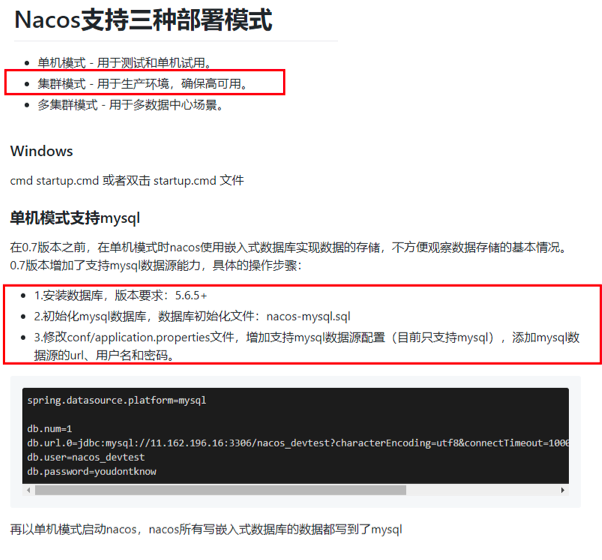 Nacos支持三种部署模式
单机模式 - 用于测试和单机试用。
集群模式 - 用于生产环境，确保高可用。
多集群模式 - 用于多数据中心场景。
Windows
cmd startup.cmd 或者双击 startup.cmd 文件
单机模式支持mysql
在0.7版本之前，在单机模式时nacos使用嵌入式数据库实现数据的存储，不方便观察数据存储的基本情况。
0.7版本增加了支持mysql数据源能力，具体的操作步骤：
1.安装数据库，版本要求：5.6.5+
2.初始化mysql数据库，数据库初始化文件：nacos-mysql.sql
3.修改conf/application.properties文件，增加支持mysql数据源配置（目前只支持mysql），添加mysql数
据源的url、用户名和密码。
spring.datasource.platform=mysql
db.num=1
db.url.0=jdbc:mysql://11.162.196.16:3306/nacos_devtest?characterEncoding=utf8&connectTimeout=1000
db.user=nacos_devtest
db.password=youdontknow
再以单机模式启动nacos，nacos所有写嵌入式数据库的数据都写到了mysql